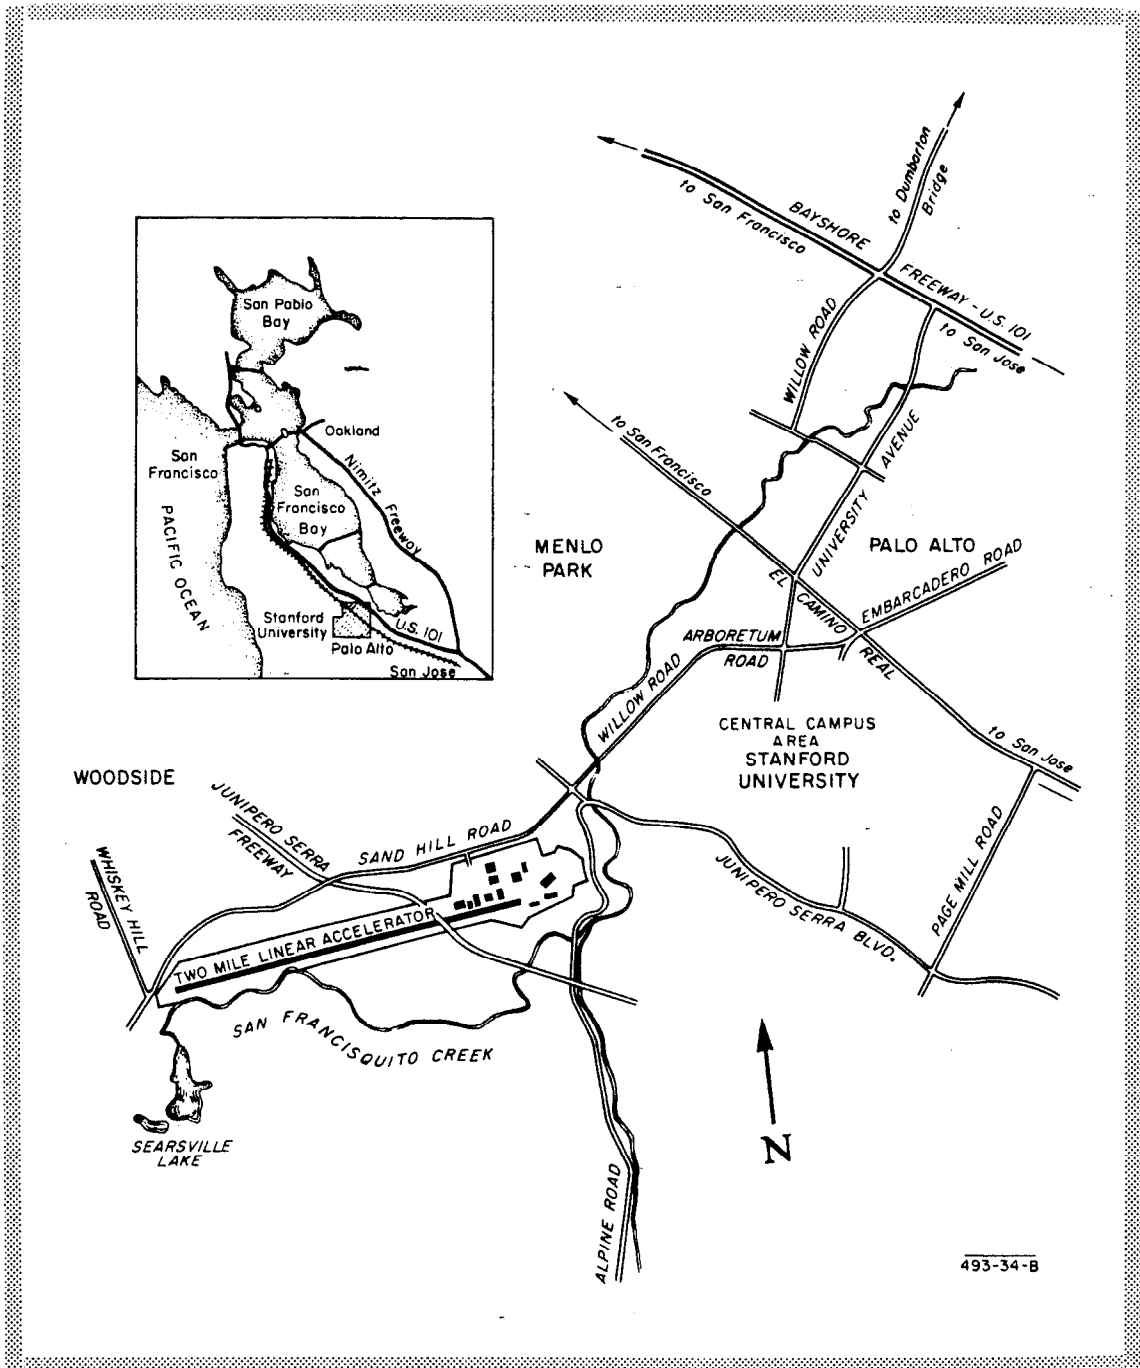 to Dumbarton
Bridge
to San Francisco
BAYSHORE
FREEWAY - U.S. 101
to San Jose
WILLOW ROAD
San Pablo
Bay
Oakland
San
Francisco
Nimitz Freeway
San
Francisco
Bay
PACIFIC OCEAN
Stanford
University
U.S. 101
Palo Alto
San Jose
to San Francisco
UNIVERSITY AVENUE
MENLO
PARK
PALO ALTO
EL CAMINO REAL
EMBARCADERO ROAD
ARBORETUM
ROAD
WILLOW ROAD
CENTRAL CAMPUS
AREA
STANFORD
UNIVERSITY
to San Jose
WOODSIDE
JUNIPERO SERRA
FREEWAY
SAND HILL ROAD
WHISKEY HILL
ROAD
TWO MILE LINEAR ACCELERATOR
JUNIPERO SERRA BLVD.
PAGE MILL ROAD
SAN FRANCISQUITO CREEK
SEARSVILLE
LAKE
N
ALPINE ROAD
493-34-B